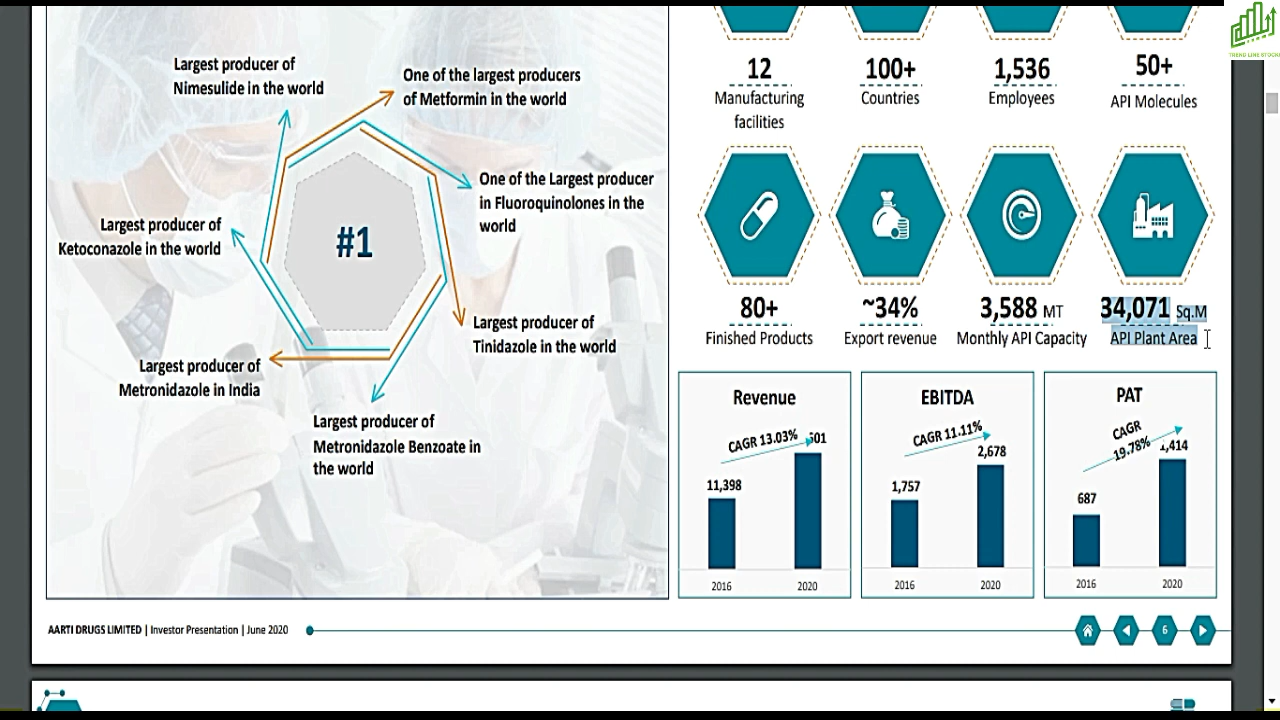 TREND LINE STOCKS
Largest producer of
Nimesulide in the world
One of the largest producers
of Metformin in the world
One of the Largest producer
in Fluoroquinolones in the
world
Largest producer of
Ketoconazole in the world
#1
Largest producer of
Tinidazole in the world
Largest producer of
Metronidazole in India
Largest producer of
Metronidazole Benzoate in
the world
12
Manufacturing
facilities
100+
Countries
1,536
Employees
50+
API Molecules
80+
Finished Products
~34%
Export revenue
3,588 MT
Monthly API Capacity
34,071 Sq.M
API Plant Area
Revenue
CAGR 13.03%
11,398
2016
2020
EBITDA
CAGR 11.11%
1,757
2,678
2016
2020
PAT
CAGR
19.78%
687
2016
2020
AARTI DRUGS LIMITED | Investor Presentation | June 2020
6